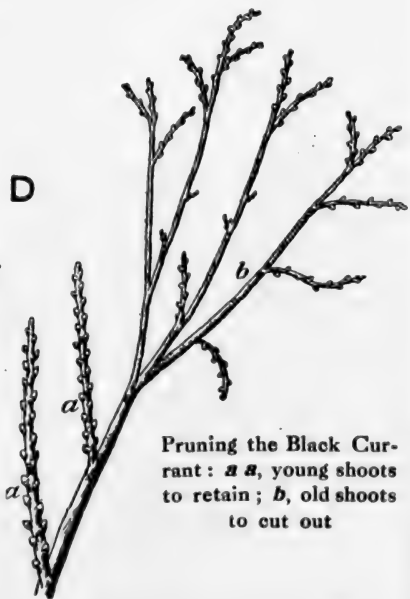 D
b
a
a
Pruning the Black Cur-
rant : a a, young shoots
to retain ; b, old shoots
to cut out